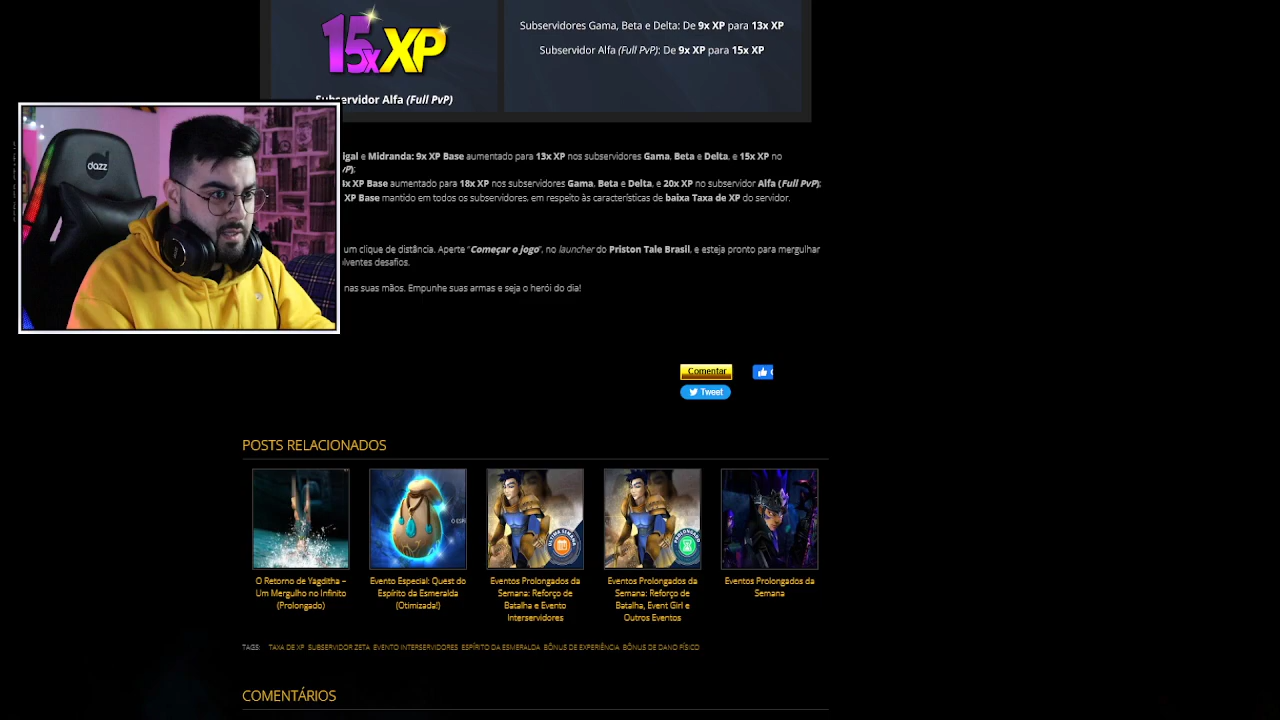 15x XP
Subservidores Gama, Beta e Delta: De 9x XP para 13x XP
Subservidor Alfa (Full PvP): De 9x XP para 15x XP
Subservidor Alfa (Full PvP)
dazz
e Midranda: 9x XP Base aumentado para 13x XP nos subservidores Gama, Beta e Delta, e 15x XP no
XP Base aumentado para 18x XP nos subservidores Gama, Beta e Delta, e 20x XP no subservidor Alfa (Full PvP);
XP Base mantido em todos os subservidores, em respeito às características de baixa Taxa de XP do servidor.
um clique de distância. Aperte "Começar o jogo", no launcher do Priston Tale Brasil, e esteja pronto para mergulhar
desafios.
nas suas mãos. Empunhe suas armas e seja o herói do dia!
Comentar
Tweet
POSTS RELACIONADOS
O Retorno de Yagditha –
Um Mergulho no Infinito
(Prolongado)
Evento Especial: Quest do
Espírito da Esmeralda
(Otimizada!)
Eventos Prolongados da
Semana: Reforço de
Batalha e Evento
Interservidores
Eventos Prolongados da
Semana: Reforço de
Batalha, Event Girl e
Outros Eventos
Eventos Prolongados da
Semana
TAGS: TAXA DE XP SUBSERVIDOR ZETA EVENTO INTERSERVIDORES ESPÍRITO DA ESMERALDA BÔNUS DE EXPERIÊNCIA BÔNUS DE DANO FÍSICO
COMENTÁRIOS